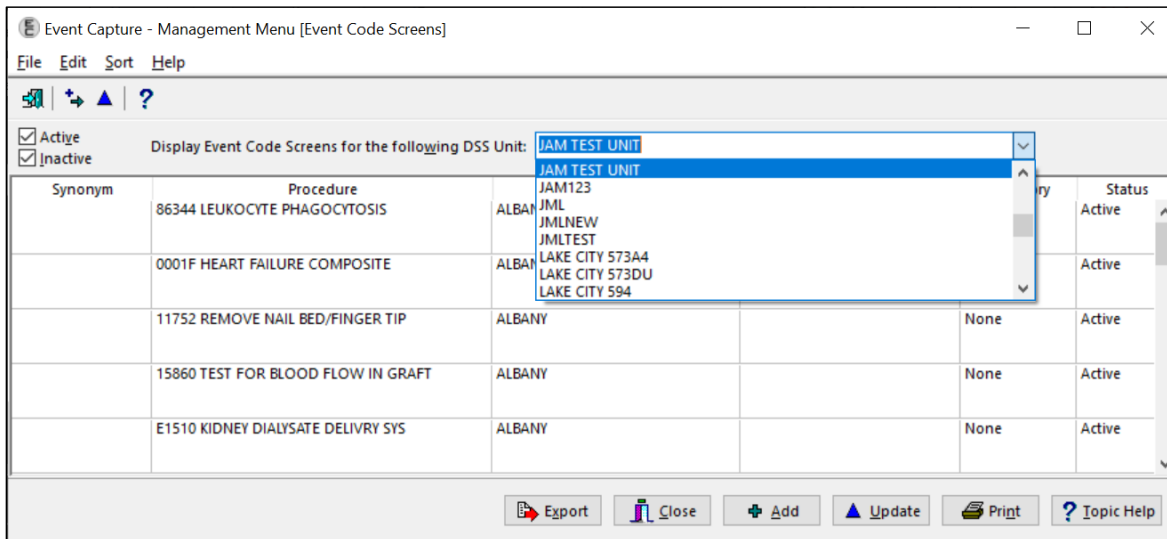 Event Capture - Management Menu [Event Code Screens]
File Edit Sort Help
Active
Inactive
Display Event Code Screens for the following DSS Unit: JAM TEST UNIT
JAM TEST UNIT
JAM123
JML
JMLNEW
JMLTEST
LAKE CITY 573A4
LAKE CITY 573DU
LAKE CITY 594
Synonym Procedure Status
86344 LEUKOCYTE PHAGOCYTOSIS Active
0001F HEART FAILURE COMPOSITE Active
11752 REMOVE NAIL BED/FINGER TIP ALBANY None Active
15860 TEST FOR BLOOD FLOW IN GRAFT ALBANY None Active
E1510 KIDNEY DIALYSATE DELIVRY SYS ALBANY None Active
Export Close Add Update Print ? Topic Help